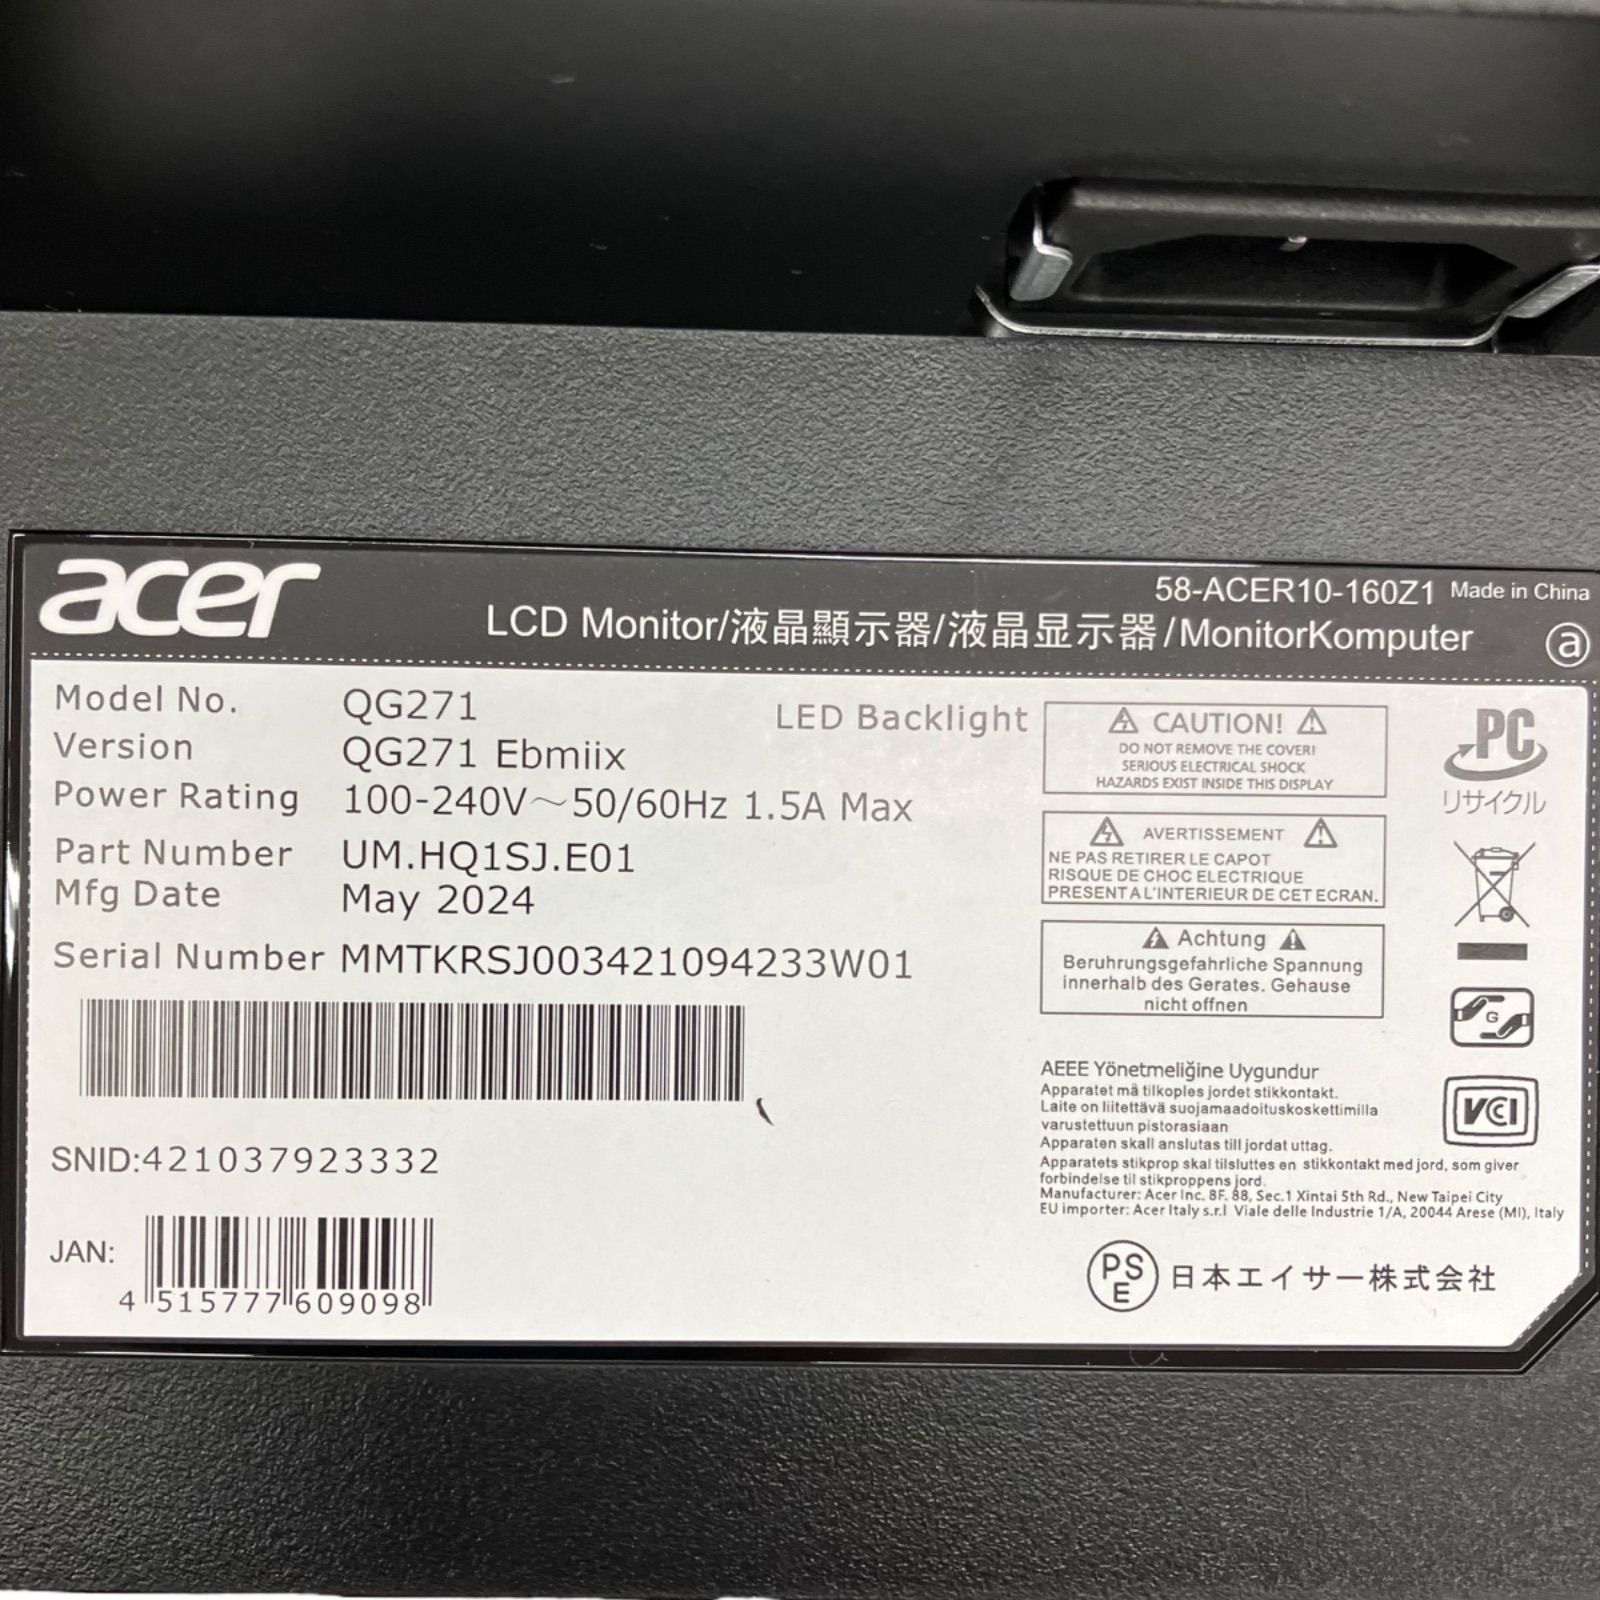 acer
58-ACER10-160Z1 Made in China
LCD Monitor/液晶顯示器/液晶显示器/MonitorKomputer
a
Model No. QG271
LED Backlight
Version QG271 Ebmiix
Power Rating 100-240V～50/60Hz 1.5A Max
Part Number UM.HQ1SJ.E01
Mfg Date May 2024
Serial Number MMTKRSJ003421094233W01
SNID:421037923332
JAN:
4 515777 609098
CAUTION!
DO NOT REMOVE THE COVER!
SERIOUS ELECTRICAL SHOCK
HAZARDS EXIST INSIDE THIS DISPLAY
AVERTISSEMENT
NE PAS RETIRER LE CAPOT
RISQUE DE CHOC ELECTRIQUE
PRESENT A L'INTERIEUR DE CET ECRAN.
Achtung
Beruhrungsgefahrliche Spannung
innerhalb des Gerates. Gehause
nicht offnen
PC
リサイクル
G
VCI
AEEE Yönetmeliğine Uygundur
Apparatet må tilkoples jordet stikkontakt.
Laite on liitettävä suojamaadoituskoskettimilla
varustettuun pistorasiaan
Apparaten skall anslutas till jordat uttag.
Apparatets stikprop skal tilsluttes en stikkontakt med jord, som giver
forbindelse til stikproppens jord.
Manufacturer: Acer Inc. 8F. 88, Sec.1 Xintai 5th Rd., New Taipei City
EU importer: Acer Italy s.r.l Viale delle Industrie 1/A, 20044 Arese (MI), Italy
PSE 日本エイサー株式会社